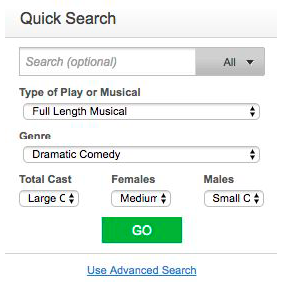 Quick Search
Search (optional) All
Type of Play or Musical
Full Length Musical
Genre
Dramatic Comedy
Total Cast Females Males
Large C Medium Small C
GO
Use Advanced Search